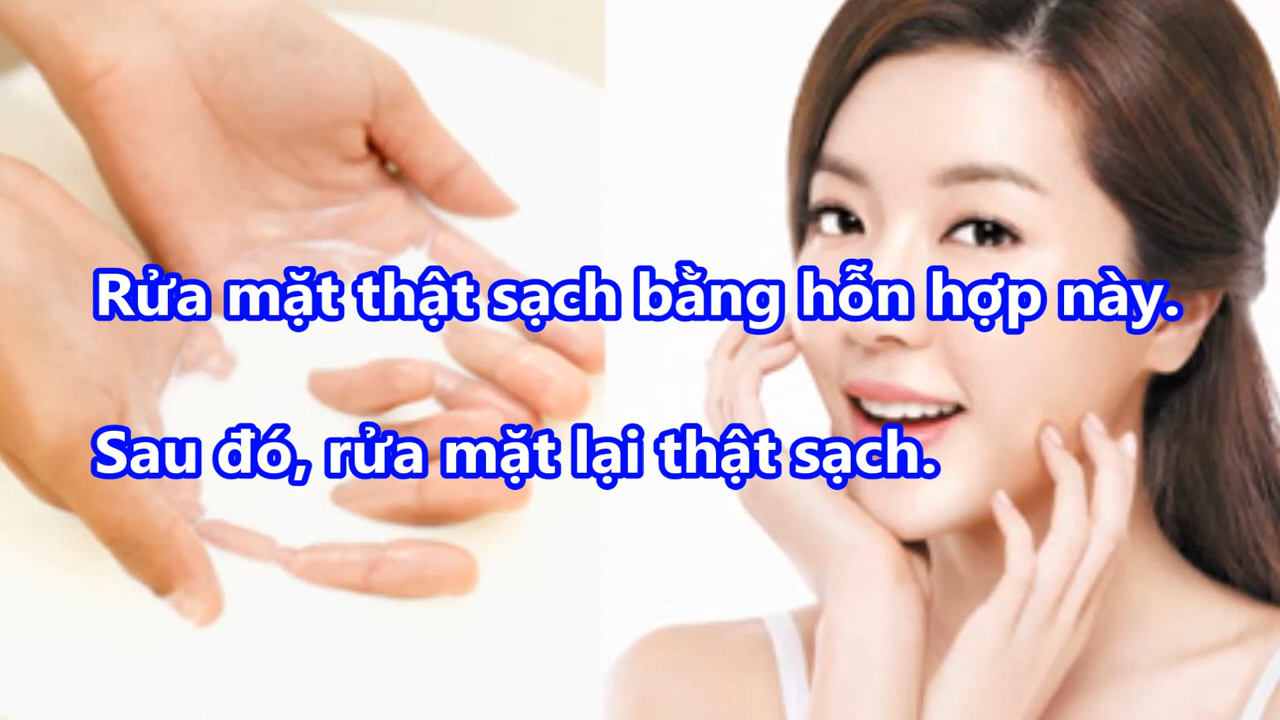 Rửa mặt thật sạch bằng hỗn hợp này.
Sau đó, rửa mặt lại thật sạch.